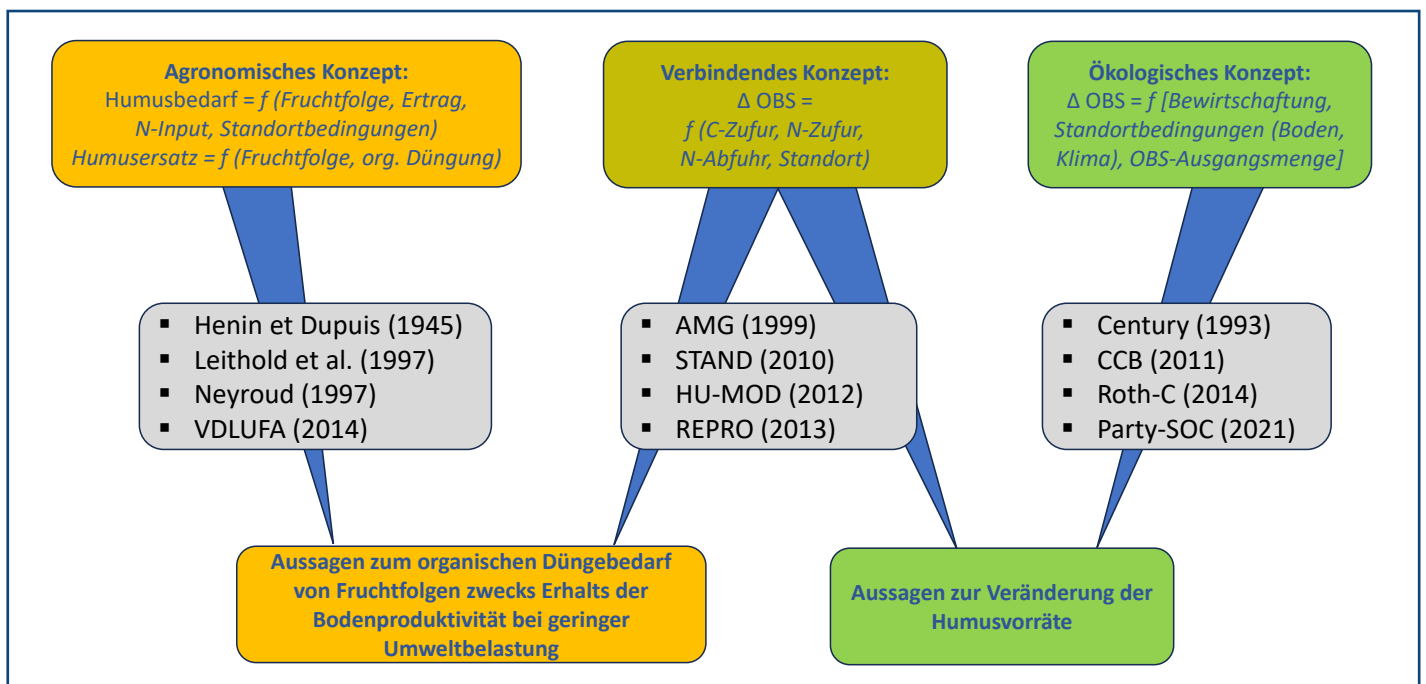 Agronomisches Konzept:
Humusbedarf = f (Fruchtfolge, Ertrag,
N-Input, Standortbedingungen)
Humusersatz = f (Fruchtfolge, org. Düngung)
Verbindendes Konzept:
Δ OBS =
f (C-Zufur, N-Zufur,
N-Abfuhr, Standort)
Ökologisches Konzept:
Δ OBS = f [Bewirtschaftung,
Standortbedingungen (Boden,
Klima), OBS-Ausgangsmenge]
▪ Henin et Dupuis (1945)
▪ Leithold et al. (1997)
▪ Neyroud (1997)
▪ VDLUFA (2014)
▪ AMG (1999)
▪ STAND (2010)
▪ HU-MOD (2012)
▪ REPRO (2013)
▪ Century (1993)
▪ CCB (2011)
▪ Roth-C (2014)
▪ Party-SOC (2021)
Aussagen zum organischen Düngebedarf
von Fruchtfolgen zwecks Erhalts der
Bodenproduktivität bei geringer
Umweltbelastung
Aussagen zur Veränderung der
Humusvorräte